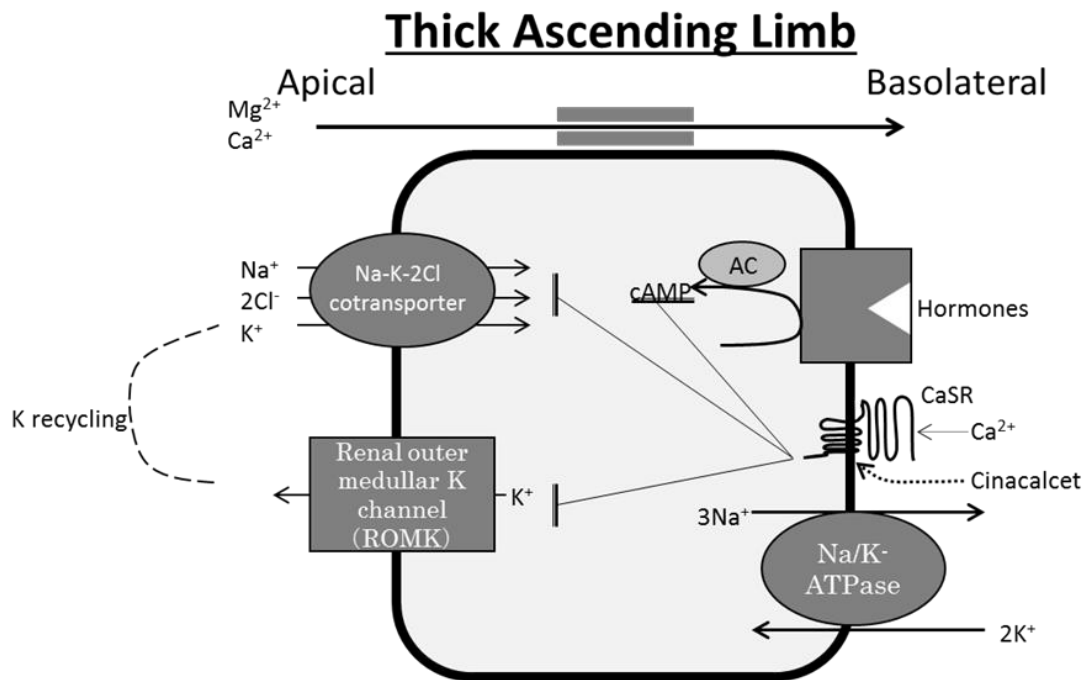 Thick Ascending Limb
Apical
Basolateral
Mg²⁺
Ca²⁺
Na⁺
2Cl⁻
K⁺
Na-K-2Cl
cotransporter
AC
cAMP
Hormones
K recycling
CaSR
Ca²⁺
Cinacalcet
Renal outer
medullar K
channel
(ROMK)
K⁺
3Na⁺
Na/K-
ATPase
2K⁺